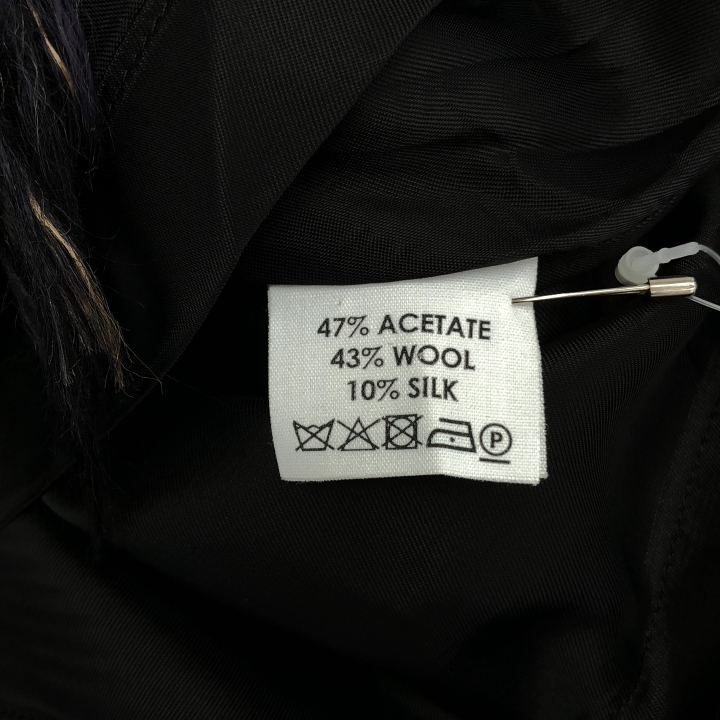 47% ACETATE
43% WOOL
10% SILK
P